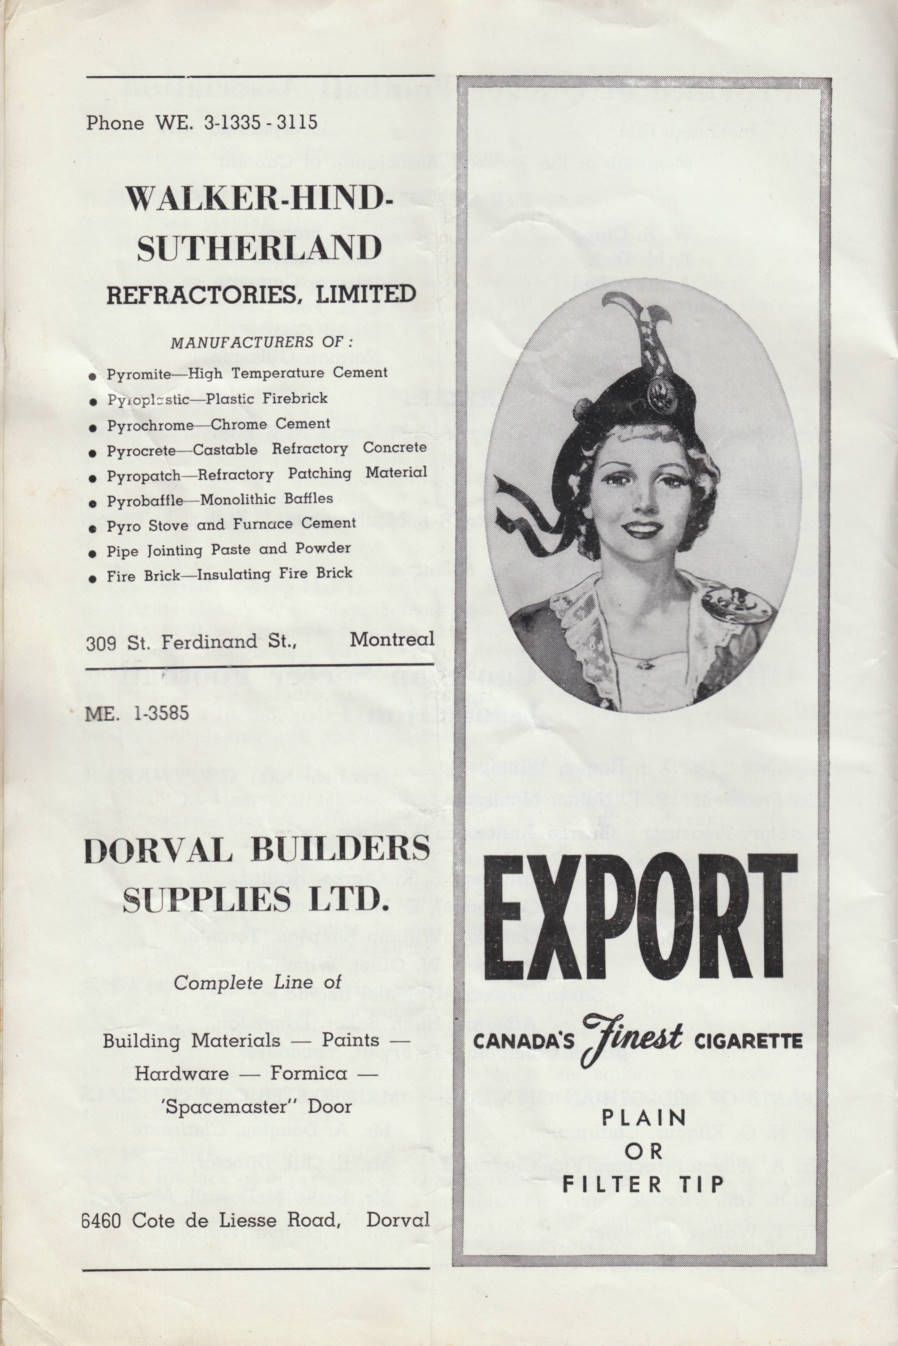 Phone WE. 3-1335 - 3115
WALKER-HIND-
SUTHERLAND
REFRACTORIES, LIMITED
MANUFACTURERS OF :
• Pyromite—High Temperature Cement
• Pyroplastic—Plastic Firebrick
• Pyrochrome—Chrome Cement
• Pyrocrete—Castable Refractory Concrete
• Pyropatch—Refractory Patching Material
• Pyrobaffle—Monolithic Baffles
• Pyro Stove and Furnace Cement
• Pipe Jointing Paste and Powder
• Fire Brick—Insulating Fire Brick
309 St. Ferdinand St., Montreal
ME. 1-3585
DORVAL BUILDERS
SUPPLIES LTD.
Complete Line of
Building Materials — Paints —
Hardware — Formica —
'Spacemaster" Door
6460 Cote de Liesse Road, Dorval
EXPORT
CANADA'S Finest CIGARETTE
PLAIN
OR
FILTER TIP